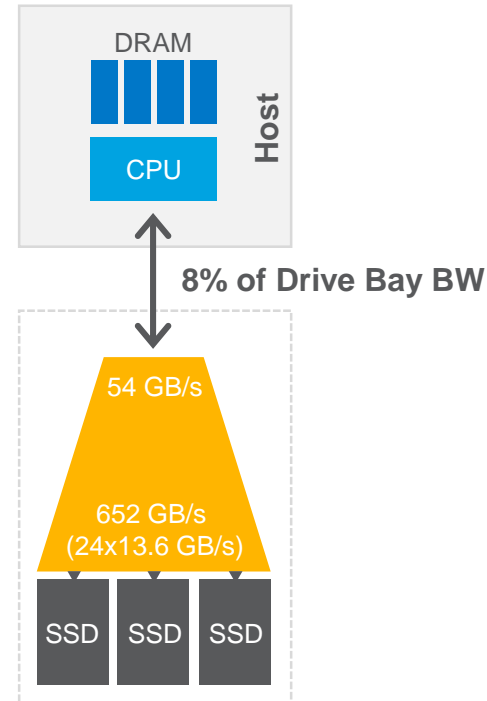 DRAM
CPU
Host
8% of Drive Bay BW
54 GB/s
652 GB/s
(24x13.6 GB/s)
SSD SSD SSD